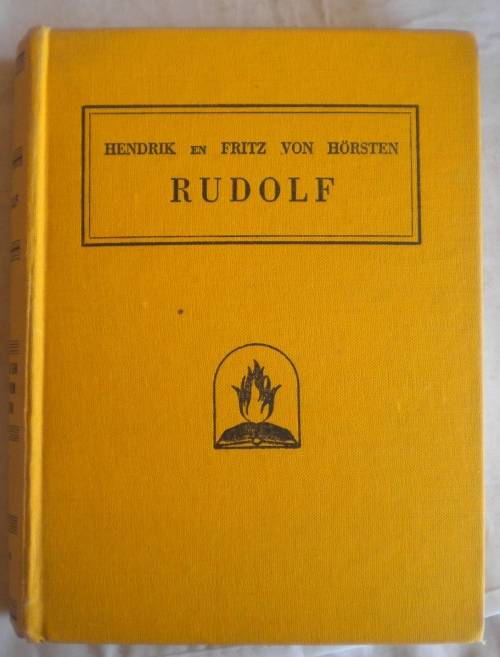 HENDRIK EN FRITZ VON HÖRSTEN
RUDOLF